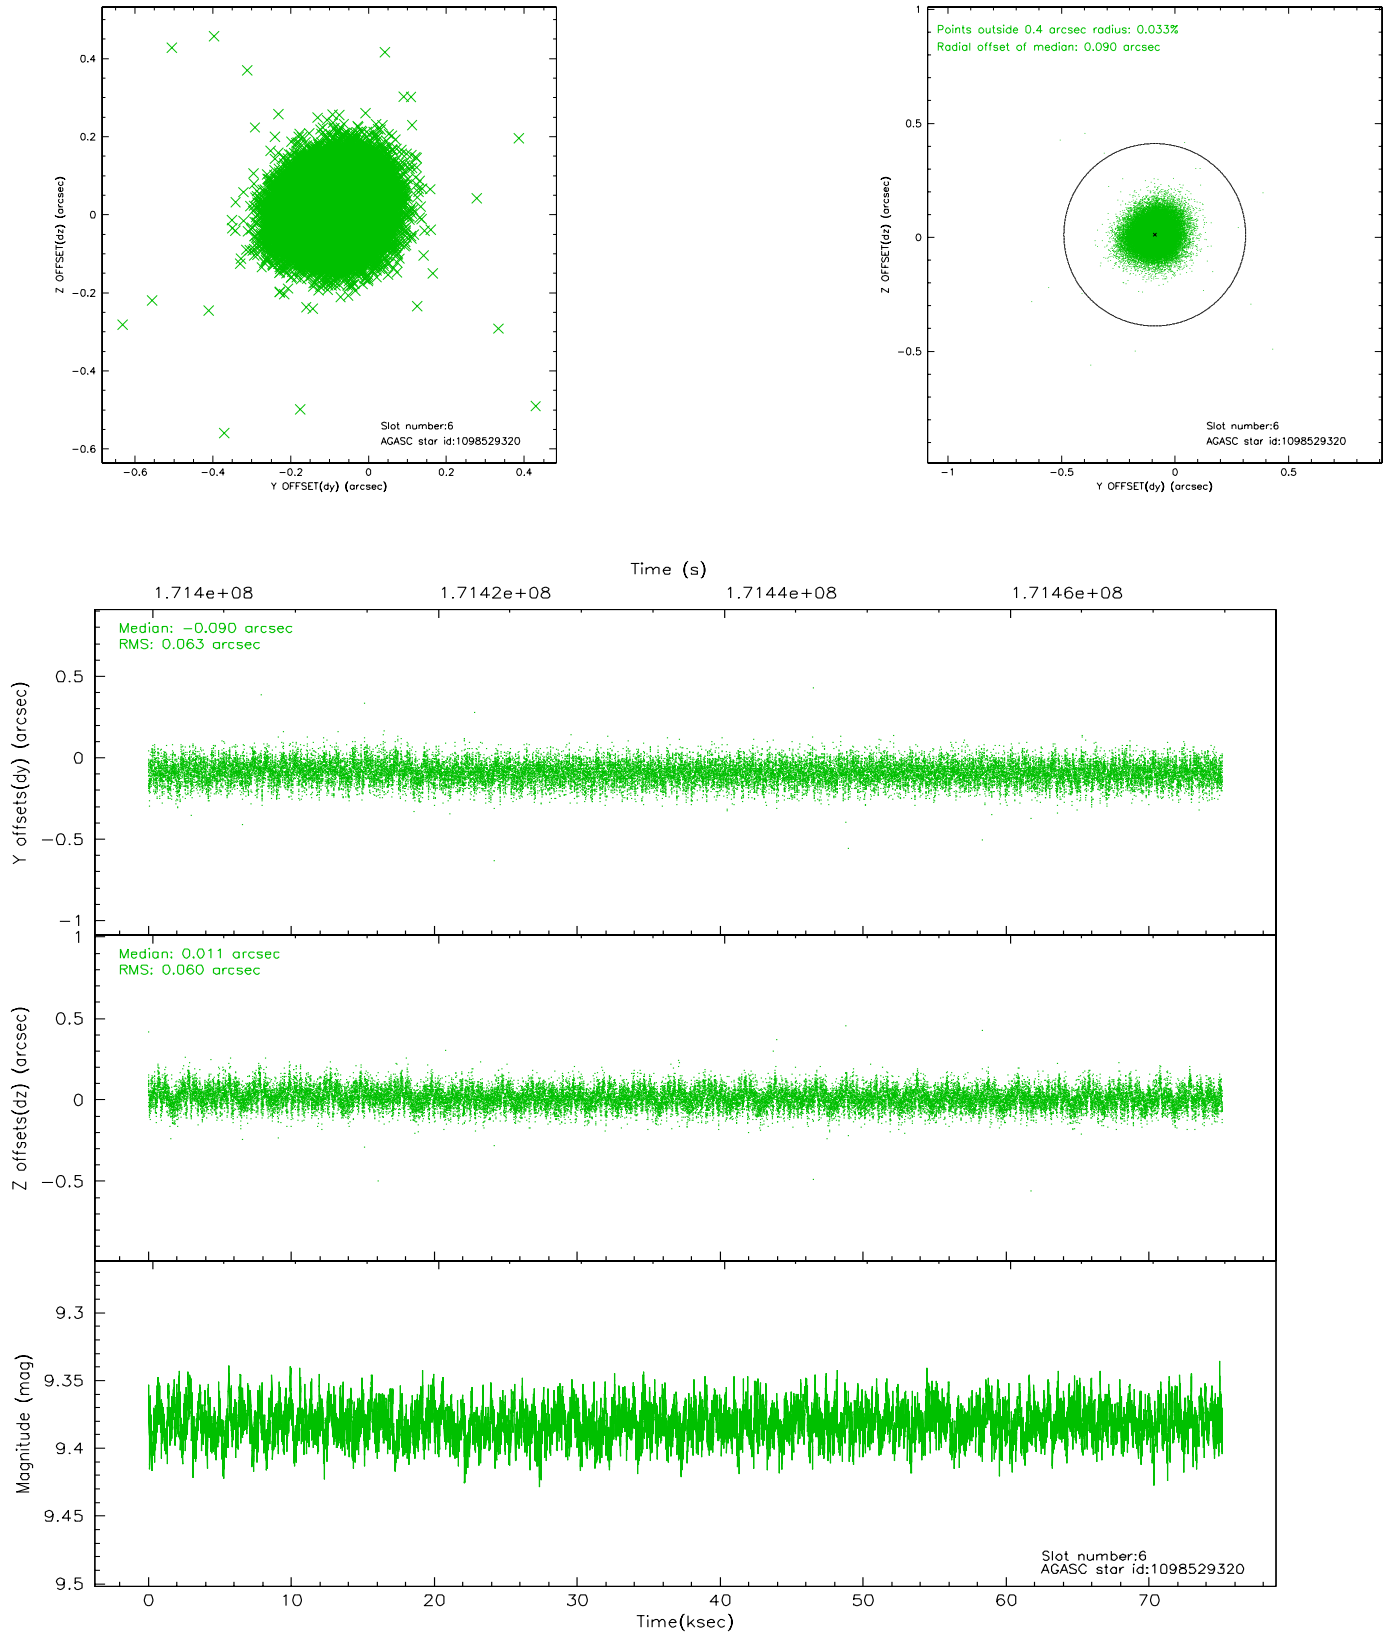 0.4
0.2
0
−0.2
−0.4
−0.6
Z OFFSET(dz) (arcsec)
Slot number:6
AGASC star id:1098529320
−0.6 −0.4 −0.2 0 0.2 0.4
Y OFFSET(dy) (arcsec)
1
0.5
0
−0.5
Z OFFSET(dz) (arcsec)
Points outside 0.4 arcsec radius: 0.033%
Radial offset of median: 0.090 arcsec
Slot number:6
AGASC star id:1098529320
−1 −0.5 0 0.5
Y OFFSET(dy) (arcsec)
Time (s)
1.714e+08 1.7142e+08 1.7144e+08 1.7146e+08
Median: −0.090 arcsec
RMS: 0.063 arcsec
0.5
0
−0.5
−1
Y offsets(dy) (arcsec)
Median: 0.011 arcsec
RMS: 0.060 arcsec
1
0.5
0
−0.5
Z offsets(dz) (arcsec)
9.3
9.35
9.4
9.45
9.5
Magnitude (mag)
Slot number:6
AGASC star id:1098529320
0 10 20 30 40 50 60 70
Time(ksec)